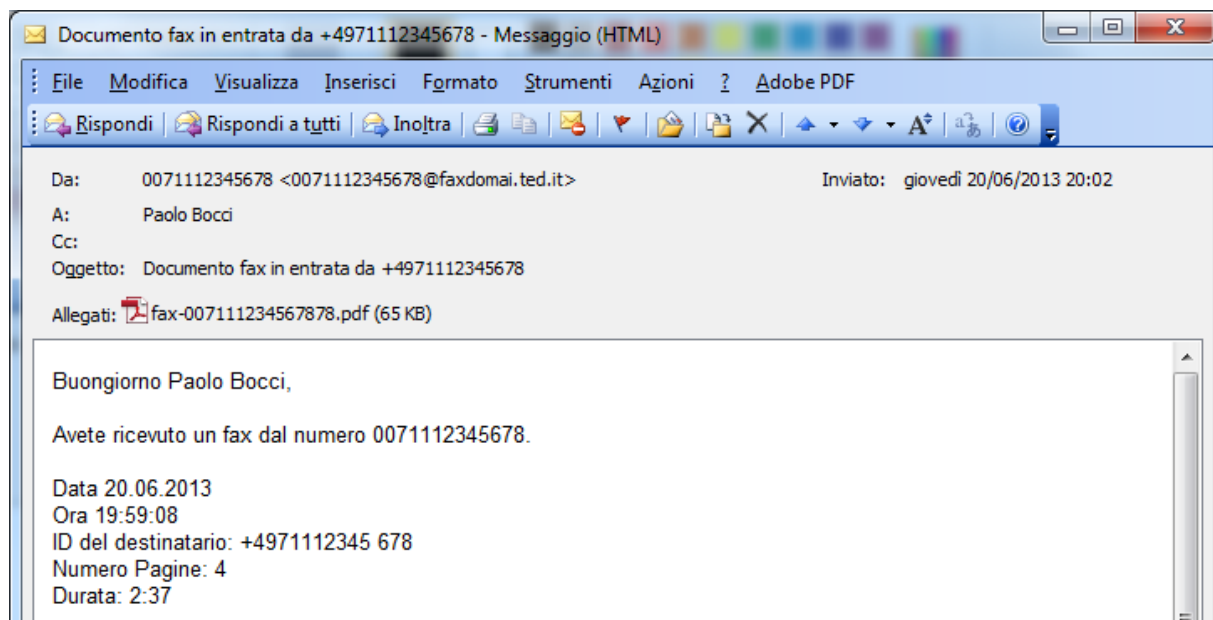 Documento fax in entrata da +4971112345678 - Messaggio (HTML)
File Modifica Visualizza Inserisci Formato Strumenti Azioni ? Adobe PDF
Rispondi Rispondi a tutti Inoltra
Da: 0071112345678 <0071112345678@faxdomai.ted.it> Inviato: giovedì 20/06/2013 20:02
A: Paolo Bocci
Cc:
Oggetto: Documento fax in entrata da +4971112345678
Allegati: fax-007111234567878.pdf (65 KB)
Buongiorno Paolo Bocci,
Avete ricevuto un fax dal numero 0071112345678.
Data 20.06.2013
Ora 19:59:08
ID del destinatario: +4971112345 678
Numero Pagine: 4
Durata: 2:37